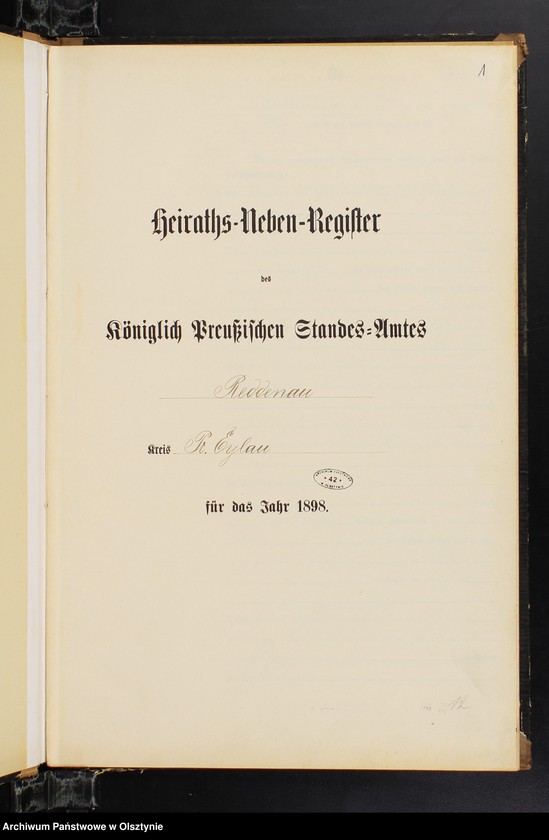 1
Heiraths-Neben-Register
des
Königlich Preußischen Standes-Amtes
Reddenau
Kreis Pr. Eylau
42
für das Jahr 1898.
Archiwum Państwowe w Olsztynie